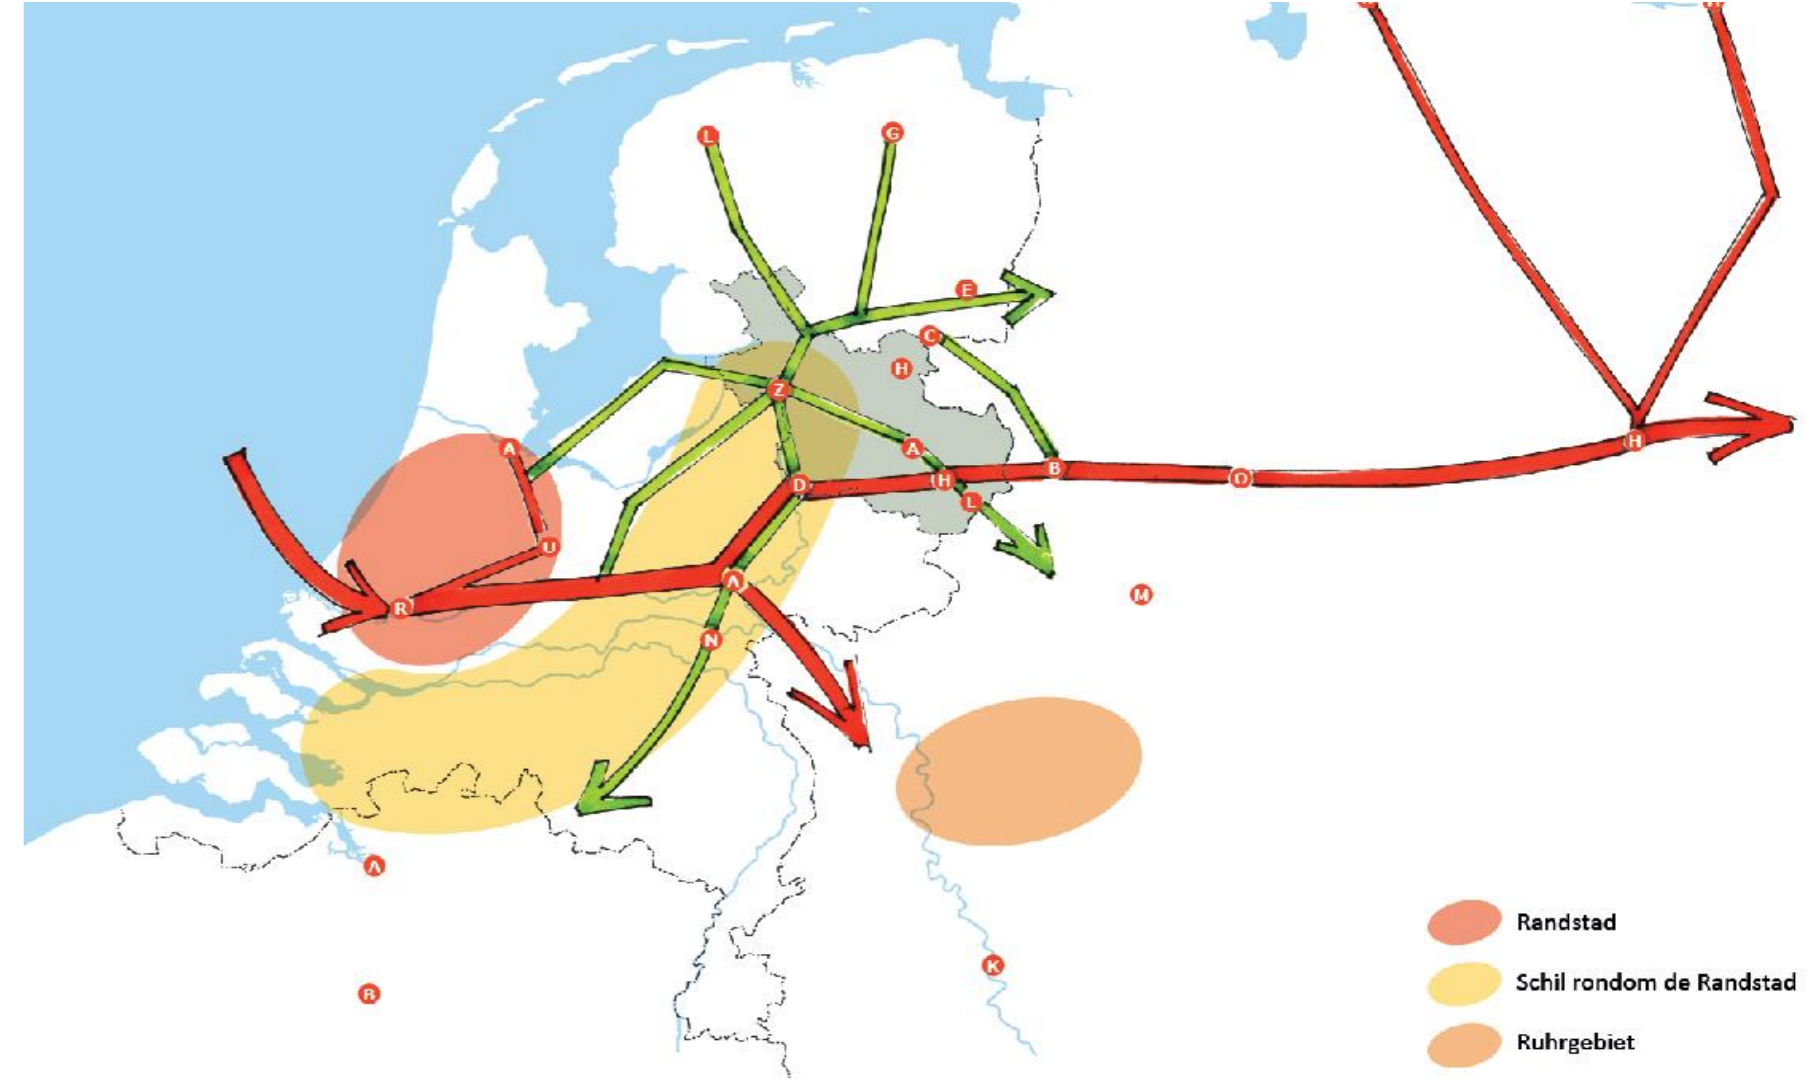 L
G
E
C
H
Z
A
A
D
H
B
O
H
L
U
A
R
M
N
A
K
B
Randstad
Schil rondom de Randstad
Ruhrgebiet